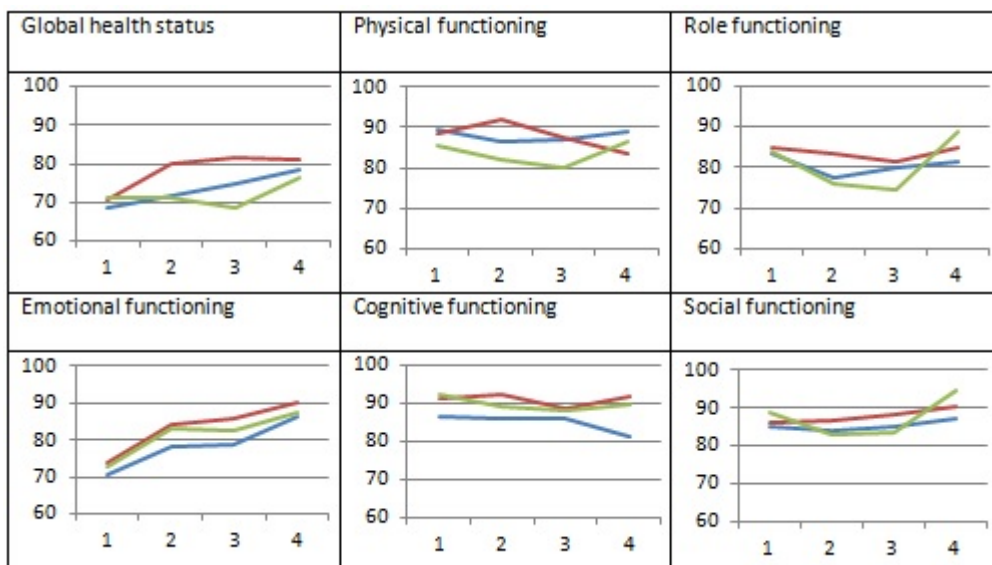 Global health status
Physical functioning
Role functioning
100
90
80
70
60
1 2 3 4
100
90
80
70
60
1 2 3 4
100
90
80
70
60
1 2 3 4
Emotional functioning
Cognitive functioning
Social functioning
100
90
80
70
60
1 2 3 4
100
90
80
70
60
1 2 3 4
100
90
80
70
60
1 2 3 4